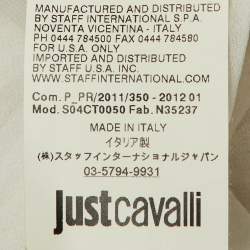 MANUFACTURED AND DISTRIBUTED
BY STAFF INTERNATIONAL S.P.A.
NOVENTA VICENTINA - ITALY
PH 0444 784500 FAX 0444 784560
FOR U.S.A. ONLY
IMPORTED AND DISTRIBUTED
BY STAFF U.S.A. INC.
WWW.STAFFINTERNATIONAL.COM
Com. P_PR/2011/350 - 2012 01
Mod. S04CT0050 Fab. N35237
MADE IN ITALY
イタリア製
(株)スタッフインターナショナルジャパン
03-5794-9931
justcavalli